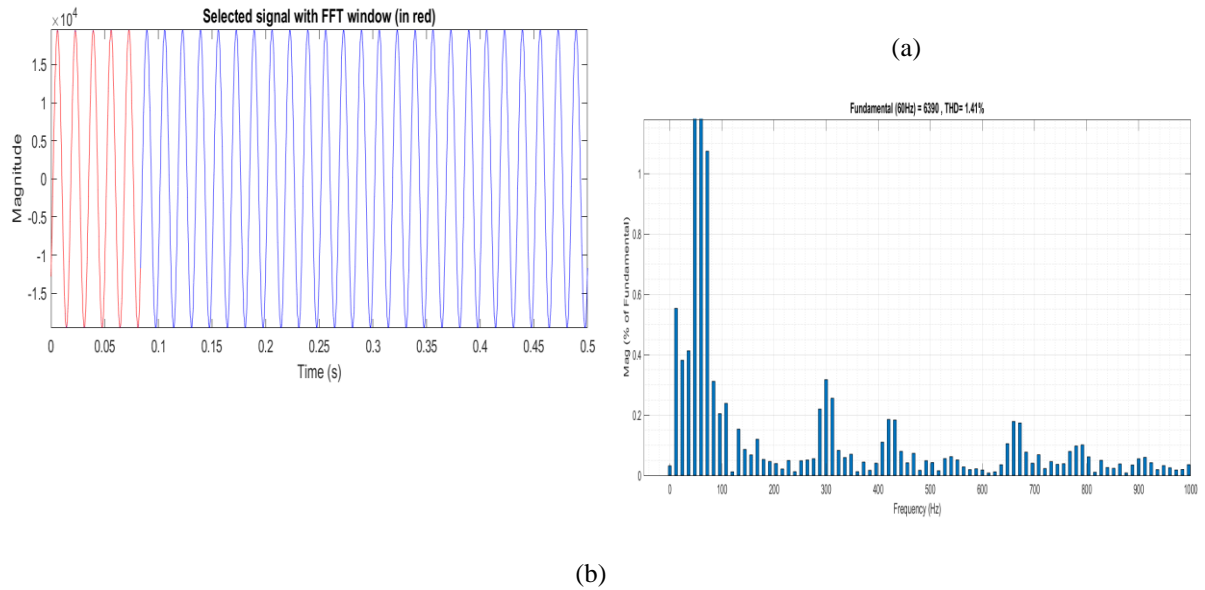 Selected signal with FFT window (in red)
×10⁴
1.5
1
0.5
0
-0.5
-1
-1.5
Magnitude
0 0.05 0.1 0.15 0.2 0.25 0.3 0.35 0.4 0.45 0.5
Time (s)
(a)
Fundamental (60Hz) = 6390 , THD= 1.41%
1
0.8
0.6
0.4
0.2
0
Mag (% of Fundamental)
0 100 200 300 400 500 600 700 800 900 1000
Frequency (Hz)
(b)